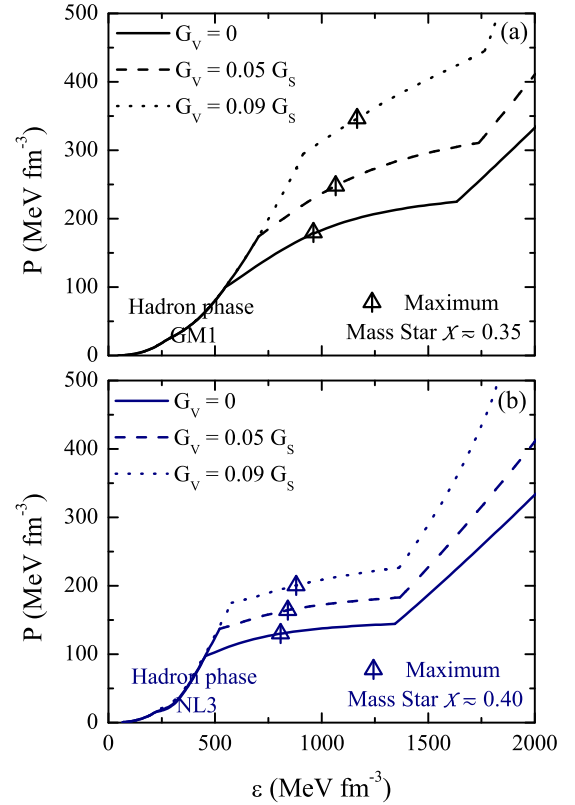 500
400
300
200
100
0
P (MeV fm⁻³)
(a)
G_V = 0
G_V = 0.05 G_S
G_V = 0.09 G_S
Hadron phase
GM1
Maximum
Mass Star χ ≂ 0.35
500
400
300
200
100
0
P (MeV fm⁻³)
(b)
G_V = 0
G_V = 0.05 G_S
G_V = 0.09 G_S
Hadron phase
NL3
Maximum
Mass Star χ ≂ 0.40
0 500 1000 1500 2000
ε (MeV fm⁻³)